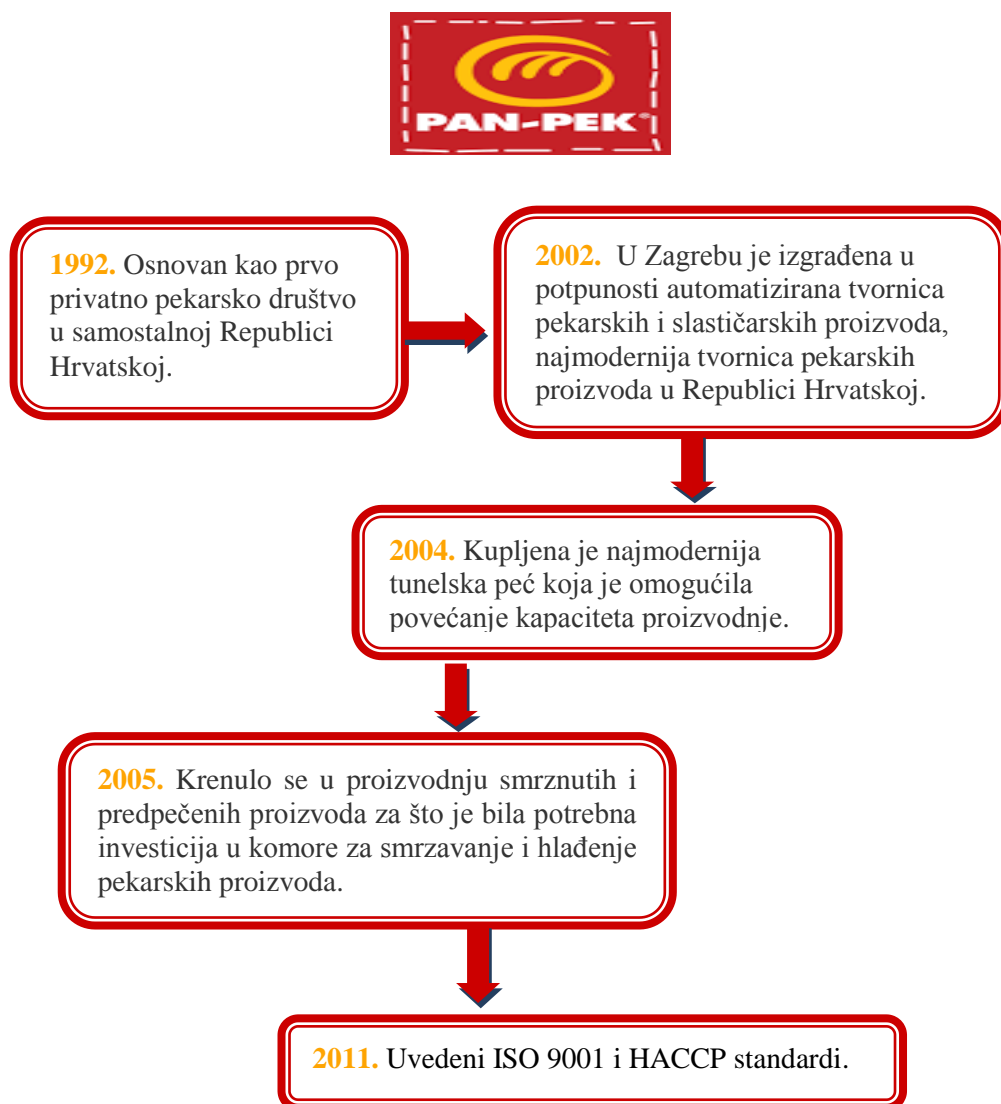 PAN-PEK
1992. Osnovan kao prvo
privatno pekarsko društvo
u samostalnoj Republici
Hrvatskoj.
2002. U Zagrebu je izgrađena u
potpunosti automatizirana tvornica
pekarskih i slastičarskih proizvoda,
najmodernija tvornica pekarskih
proizvoda u Republici Hrvatskoj.
2004. Kupljena je najmodernija
tunelska peć koja je omogućila
povećanje kapaciteta proizvodnje.
2005. Krenulo se u proizvodnju smrznutih i
predpečenih proizvoda za što je bila potrebna
investicija u komore za smrzavanje i hlađenje
pekarskih proizvoda.
2011. Uvedeni ISO 9001 i HACCP standardi.